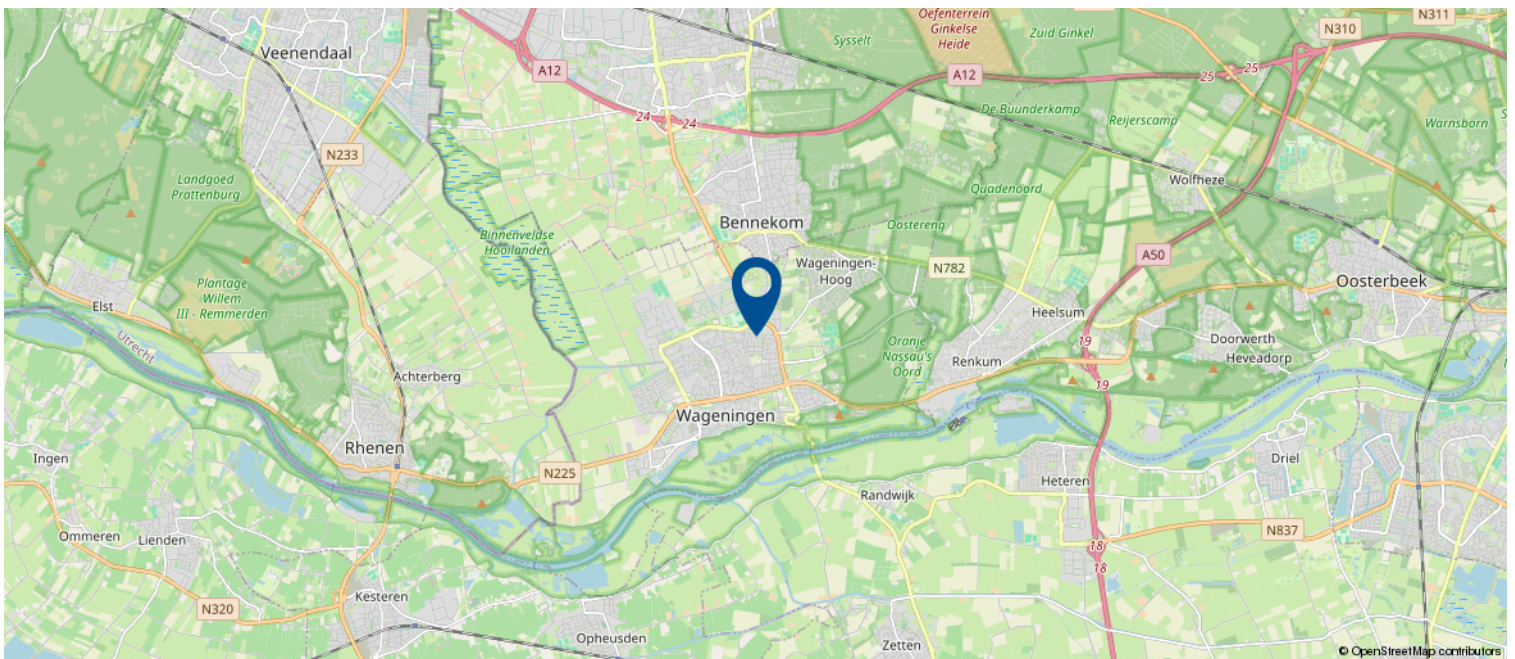 Oefenterrein
Ginkelse
Heide
N311
N310
Zuid Ginkel
Sysselt
Veenendaal
A12
A12
25
25
De Buunderkamp
24
24
Reijerscamp
Warnsborn
N233
Landgoed
Prattenburg
Wolfheze
Quadenoord
Bennekom
Oostereng
Binnenveldse
Hooilanden
A50
Wageningen-
Hoog
N782
Oosterbeek
Plantage
Willem
III - Remmerden
Elst
Heelsum
Utrecht
Oranje
Nassau's
Oord
19
Doorwerth
Heveadorp
Renkum
Achterberg
19
Wageningen
Rhenen
Ingen
N225
Driel
Heteren
Randwijk
Ommeren
Lienden
N837
18
18
Kesteren
N320
Opheusden
Zetten
© OpenStreetMap contributors